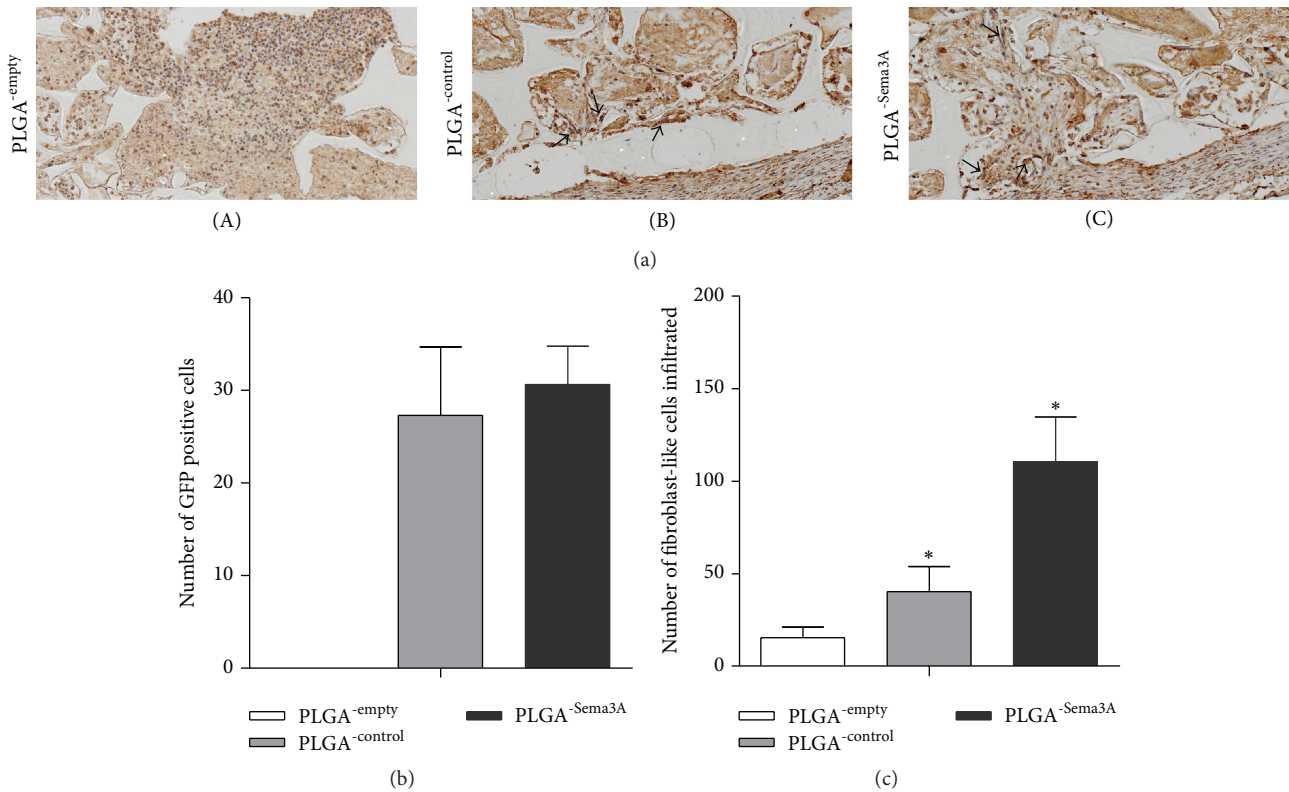 PLGA-empty
PLGA-control
PLGA-Sema3A
(A)
(B)
(C)
(a)
Number of GFP positive cells
40
30
20
10
0
PLGA-empty
PLGA-Sema3A
PLGA-control
(b)
Number of fibroblast-like cells infiltrated
200
150
100
50
0
*
*
PLGA-empty
PLGA-Sema3A
PLGA-control
(c)